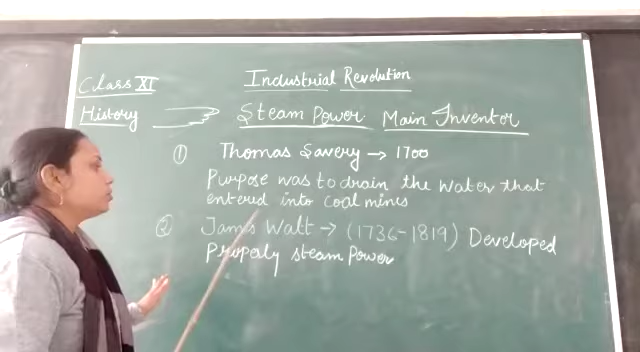 Class XI
Industrial Revolution
History
Steam Power Main Inventor
① Thomas Savery → 1700
Purpose was to drain the water that
entered into coal mines
② James Walt → (1736-1819) Developed
Properly steam Power